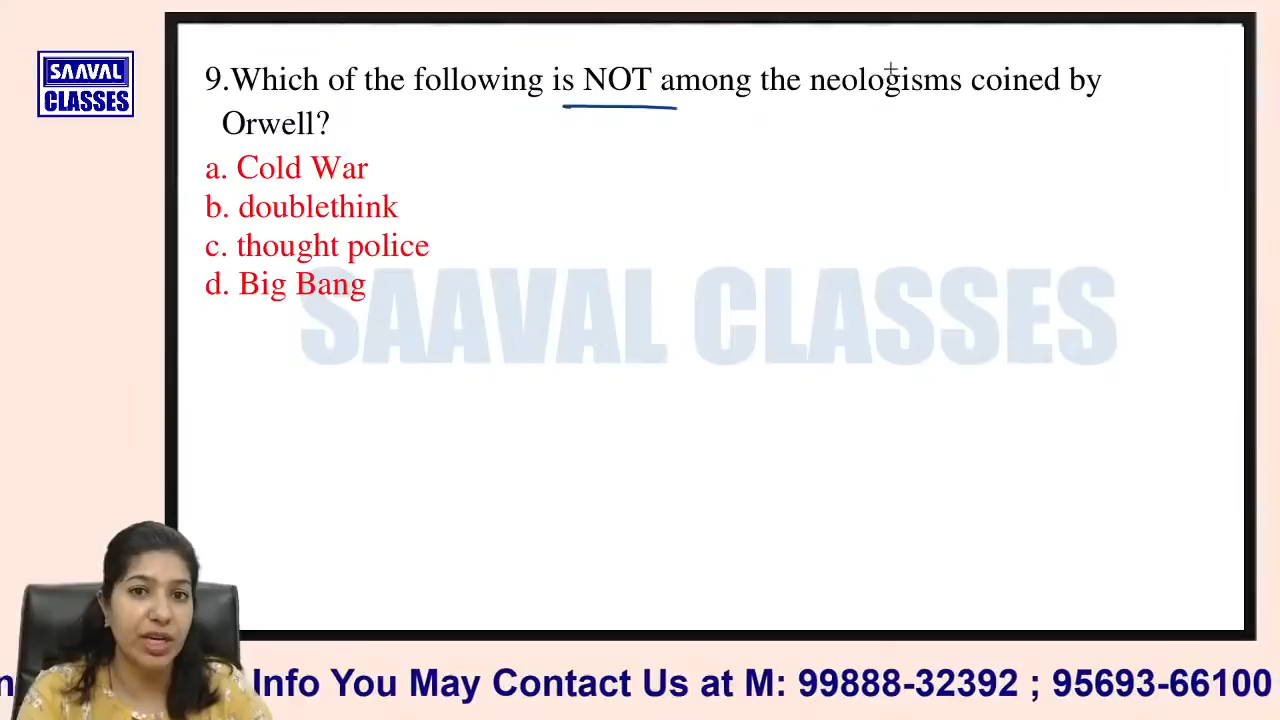 SAAVAL
CLASSES
9.Which of the following is NOT among the neologisms coined by
Orwell?
a. Cold War
b. doublethink
c. thought police
d. Big Bang
SAAVAL CLASSES
Info You May Contact Us at M: 99888-32392 ; 95693-66100